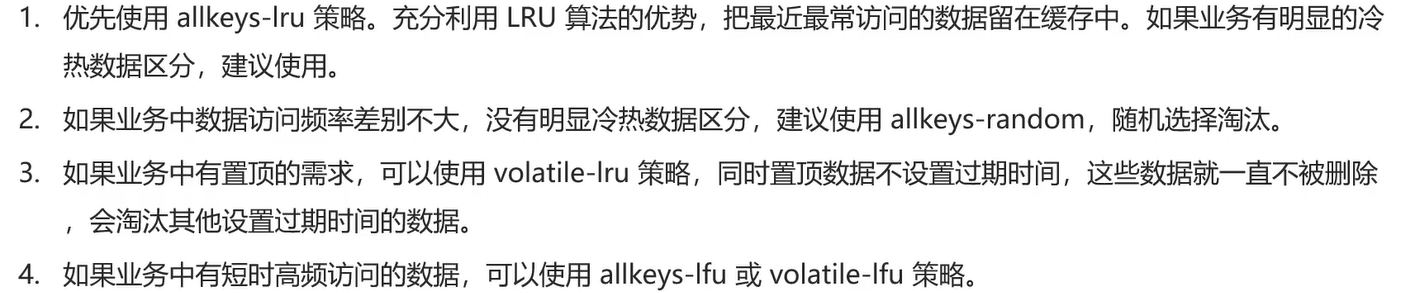 1. 优先使用 allkeys-lru 策略。充分利用 LRU 算法的优势，把最近最常访问的数据留在缓存中。如果业务有明显的冷
热数据区分，建议使用。
2. 如果业务中数据访问频率差别不大，没有明显冷热数据区分，建议使用 allkeys-random，随机选择淘汰。
3. 如果业务中有置顶的需求，可以使用 volatile-lru 策略，同时置顶数据不设置过期时间，这些数据就一直不被删除
，会淘汰其他设置过期时间的数据。
4. 如果业务中有短时高频访问的数据，可以使用 allkeys-lfu 或 volatile-lfu 策略。